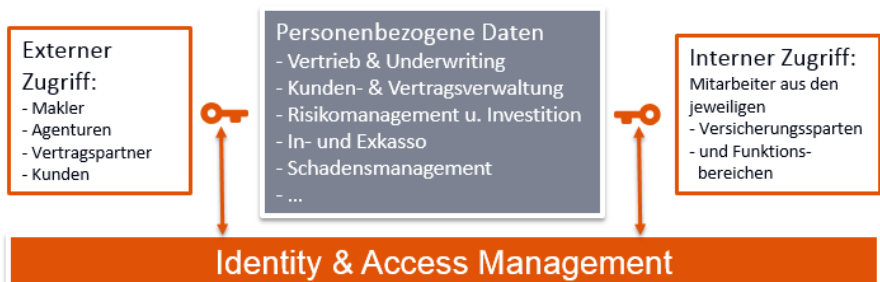 Externer
Zugriff:
- Makler
- Agenturen
- Vertragspartner
- Kunden
Personenbezogene Daten
- Vertrieb & Underwriting
- Kunden- & Vertragsverwaltung
- Risikomanagement u. Investition
- In- und Exkasso
- Schadensmanagement
- ...
Interner Zugriff:
Mitarbeiter aus den
jeweiligen
- Versicherungssparten
- und Funktions-
bereichen
Identity & Access Management